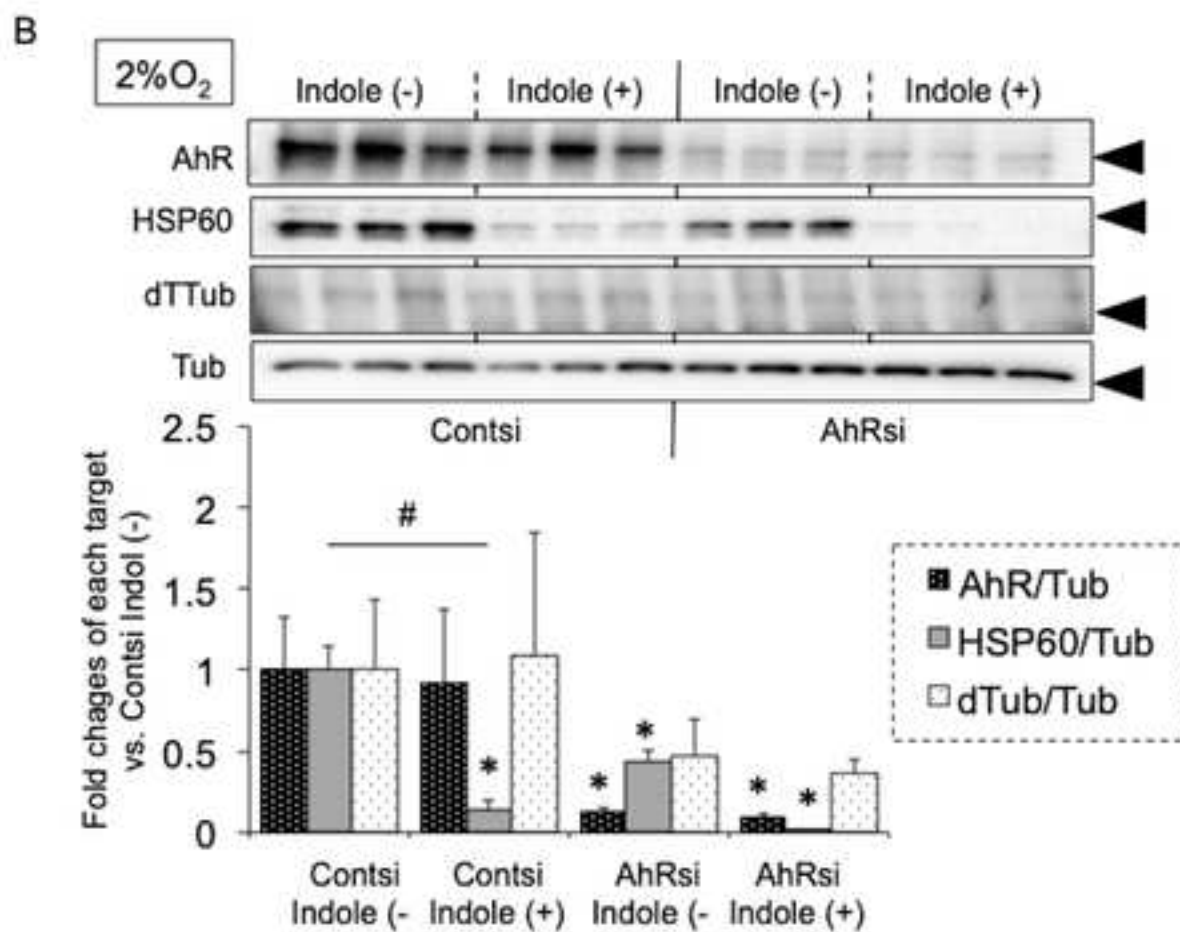 B
2%O₂
Indole (-) Indole (+) Indole (-) Indole (+)
AhR
HSP60
dTTub
Tub
Contsi AhRsi
Fold chages of each target
vs. Contsi Indol (-)
2.5
2
1.5
1
0.5
0
#
*
*
*
*
*
AhR/Tub
HSP60/Tub
dTub/Tub
Contsi Contsi AhRsi AhRsi
Indole (- Indole (+) Indole (- Indole (+)